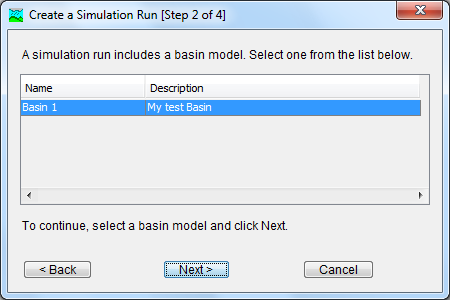 Create a Simulation Run [Step 2 of 4]
A simulation run includes a basin model. Select one from the list below.
Name Description
Basin 1 My test Basin
To continue, select a basin model and click Next.
< Back Next > Cancel